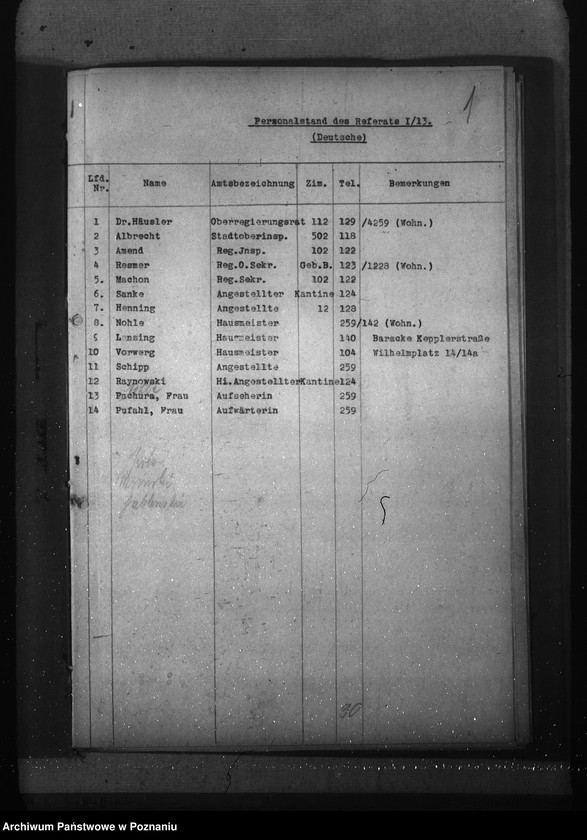 1
Personalstand des Referats I/13.
(Deutsche)
Lfd. Nr. Name Amtsbezeichnung Zim. Tel. Bemerkungen
1 Dr.Häusler Oberregierungsrat 112 129 /4259 (Wohn.)
2 Albrecht Stadtoberinsp. 502 118
3 Amend Reg.Jnsp. 102 122
4 Resmer Reg.O.Sekr. Geb.B. 123 /1228 (Wohn.)
5. Machon Reg.Sekr. 102 122
6. Sanke Angestellter Kantine 124
7. Henning Angestellte 12 128
8. Nohle Hausmeister 259/142 (Wohn.)
9 Lensing Hausmeister 140 Baracke Kepplerstraße
10 Vorwerg Hausmeister 104 Wilhelmplatz 14/14a
11 Schipp Angestellte 259
12 Raynowski Hi.Angestellter Kantine 124
13 Pachura, Frau Aufseherin 259
14 Pufahl, Frau Aufwärterin 259
Jablonski
30
Archiwum Państwowe w Poznaniu